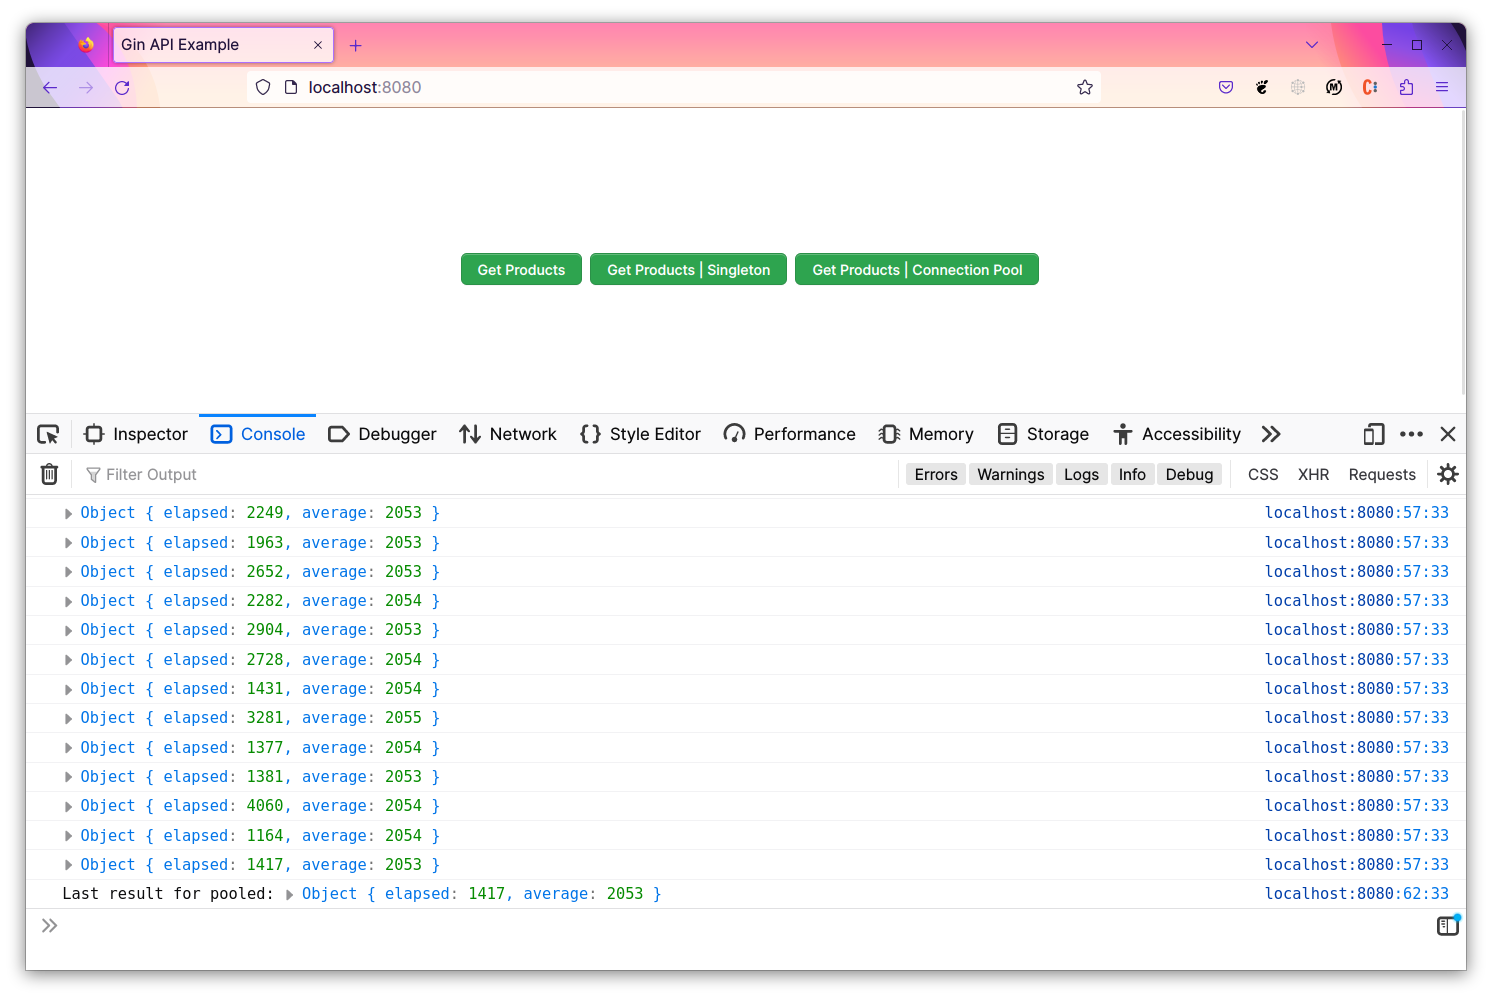 Gin API Example
localhost:8080
Get Products Get Products | Singleton Get Products | Connection Pool
Inspector Console Debugger Network Style Editor Performance Memory Storage Accessibility
Filter Output Errors Warnings Logs Info Debug CSS XHR Requests
Object { elapsed: 2249, average: 2053 } localhost:8080:57:33
Object { elapsed: 1963, average: 2053 } localhost:8080:57:33
Object { elapsed: 2652, average: 2053 } localhost:8080:57:33
Object { elapsed: 2282, average: 2054 } localhost:8080:57:33
Object { elapsed: 2904, average: 2053 } localhost:8080:57:33
Object { elapsed: 2728, average: 2054 } localhost:8080:57:33
Object { elapsed: 1431, average: 2054 } localhost:8080:57:33
Object { elapsed: 3281, average: 2055 } localhost:8080:57:33
Object { elapsed: 1377, average: 2054 } localhost:8080:57:33
Object { elapsed: 1381, average: 2053 } localhost:8080:57:33
Object { elapsed: 4060, average: 2054 } localhost:8080:57:33
Object { elapsed: 1164, average: 2054 } localhost:8080:57:33
Object { elapsed: 1417, average: 2053 } localhost:8080:57:33
Last result for pooled: Object { elapsed: 1417, average: 2053 } localhost:8080:62:33